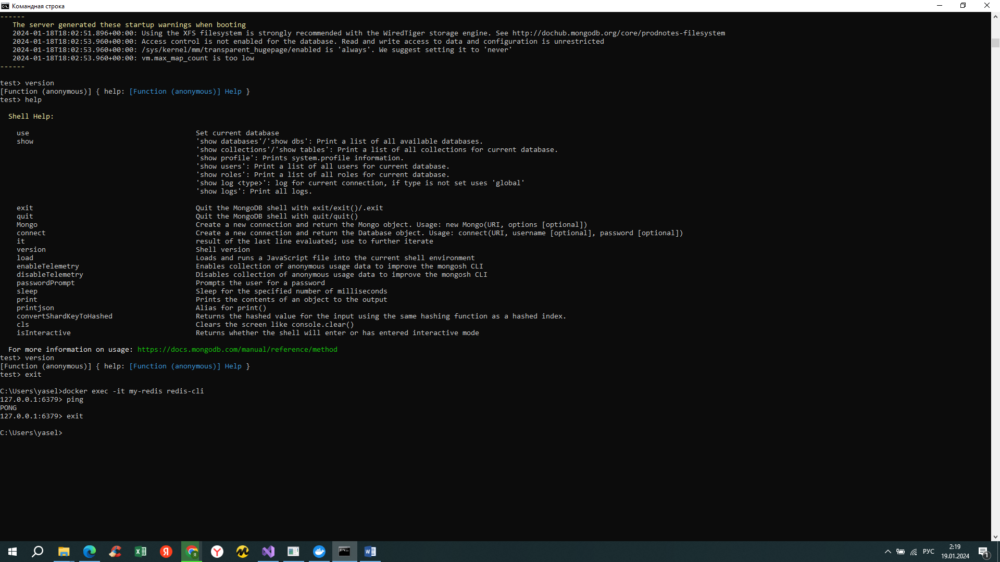 Командная строка
------
The server generated these startup warnings when booting
2024-01-18T18:02:51.896+00:00: Using the XFS filesystem is strongly recommended with the WiredTiger storage engine. See http://dochub.mongodb.org/core/prodnotes-filesystem
2024-01-18T18:02:53.960+00:00: Access control is not enabled for the database. Read and write access to data and configuration is unrestricted
2024-01-18T18:02:53.960+00:00: /sys/kernel/mm/transparent_hugepage/enabled is 'always'. We suggest setting it to 'never'
2024-01-18T18:02:53.960+00:00: vm.max_map_count is too low
------
test> version
[Function (anonymous)] { help: [Function (anonymous)] Help }
test> help
Shell Help:
use Set current database
show 'show databases'/'show dbs': Print a list of all available databases.
'show collections'/'show tables': Print a list of all collections for current database.
'show profile': Prints system.profile information.
'show users': Print a list of all users for current database.
'show roles': Print a list of all roles for current database.
'show log <type>': log for current connection, if type is not set uses 'global'
'show logs': Print all logs.
exit Quit the MongoDB shell with exit/exit()/.exit
quit Quit the MongoDB shell with quit/quit()
Mongo Create a new connection and return the Mongo object. Usage: new Mongo(URI, options [optional])
connect Create a new connection and return the Database object. Usage: connect(URI, username [optional], password [optional])
it result of the last line evaluated; use to further iterate
version Shell version
load Loads and runs a JavaScript file into the current shell environment
enableTelemetry Enables collection of anonymous usage data to improve the mongosh CLI
disableTelemetry Disables collection of anonymous usage data to improve the mongosh CLI
passwordPrompt Prompts the user for a password
sleep Sleep for the specified number of milliseconds
print Prints the contents of an object to the output
printjson Alias for print()
convertShardKeyToHashed Returns the hashed value for the input using the same hashing function as a hashed index.
cls Clears the screen like console.clear()
isInteractive Returns whether the shell will enter or has entered interactive mode
For more information on usage: https://docs.mongodb.com/manual/reference/method
test> version
[Function (anonymous)] { help: [Function (anonymous)] Help }
test> exit
C:\Users\yasel>docker exec -it my-redis redis-cli
127.0.0.1:6379> ping
PONG
127.0.0.1:6379> exit
C:\Users\yasel>
РУС
2:19
19.01.2024
1